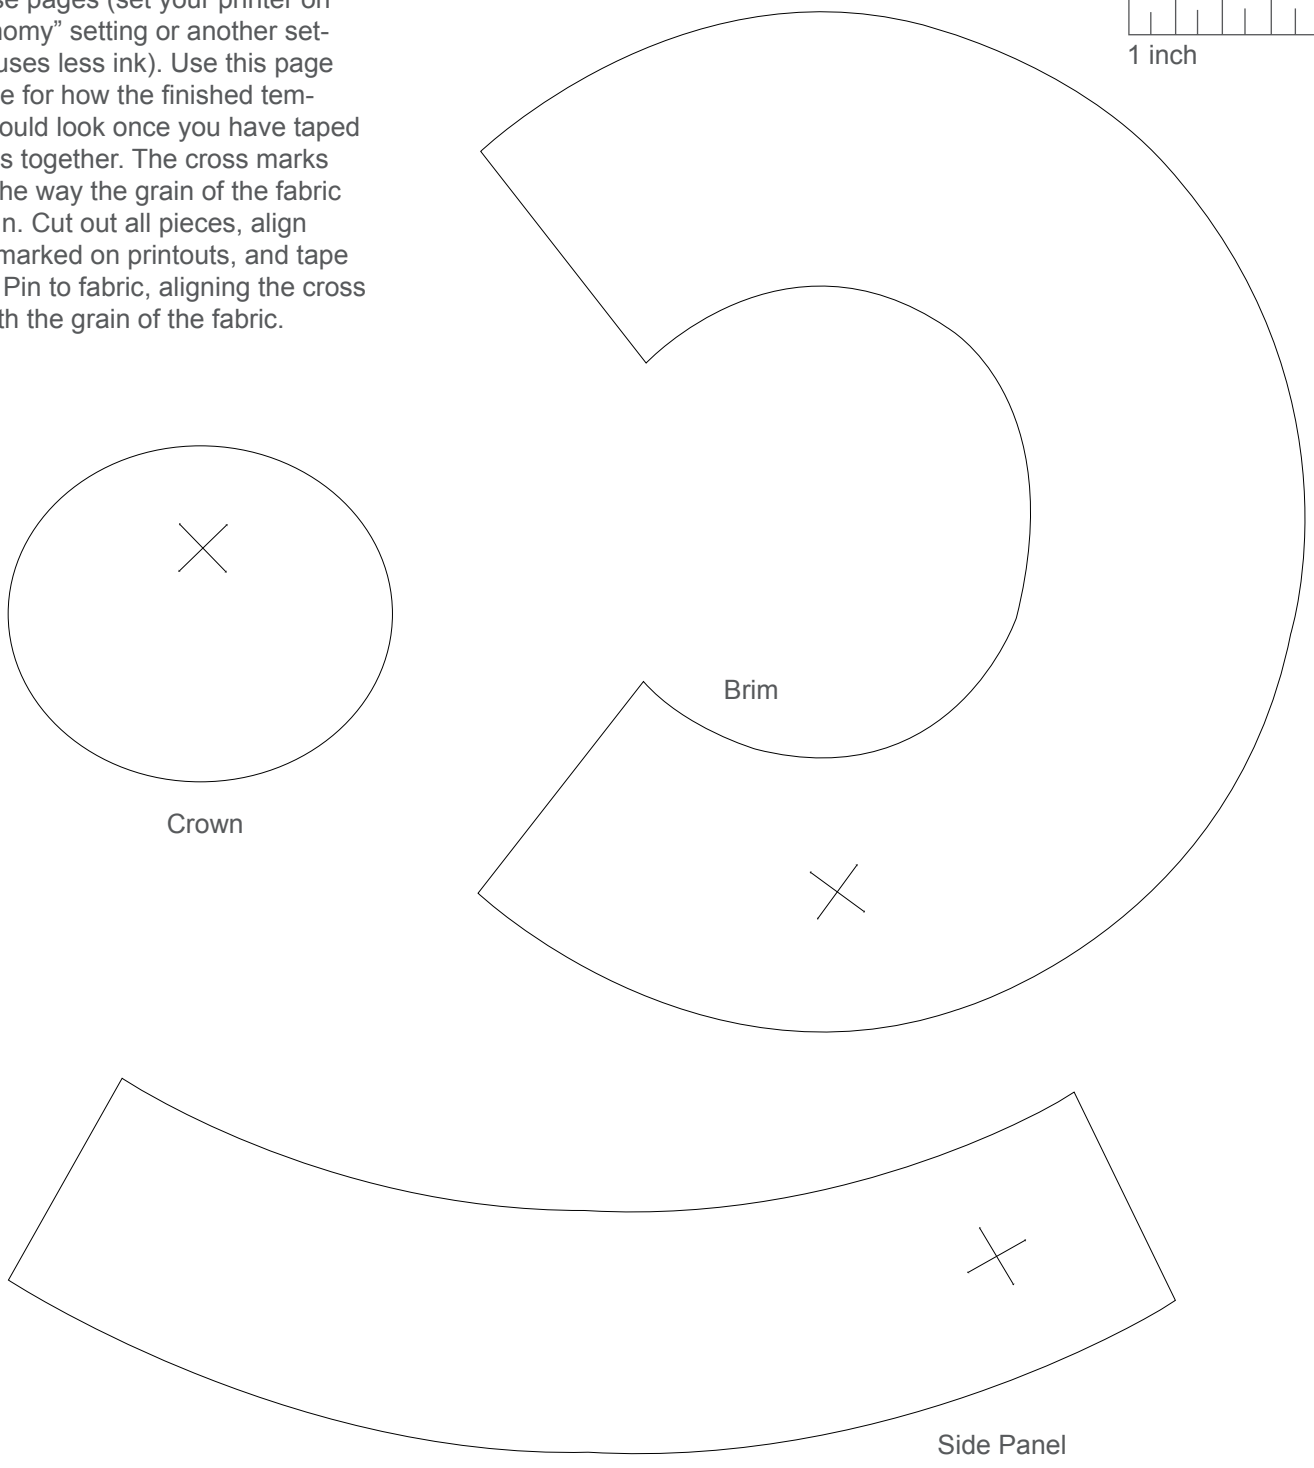 se pages (set your printer on
nomy” setting or another set-
uses less ink). Use this page
e for how the finished tem-
ould look once you have taped
s together. The cross marks
he way the grain of the fabric
n. Cut out all pieces, align
marked on printouts, and tape
Pin to fabric, aligning the cross
th the grain of the fabric.
1 inch
Brim
Crown
Side Panel